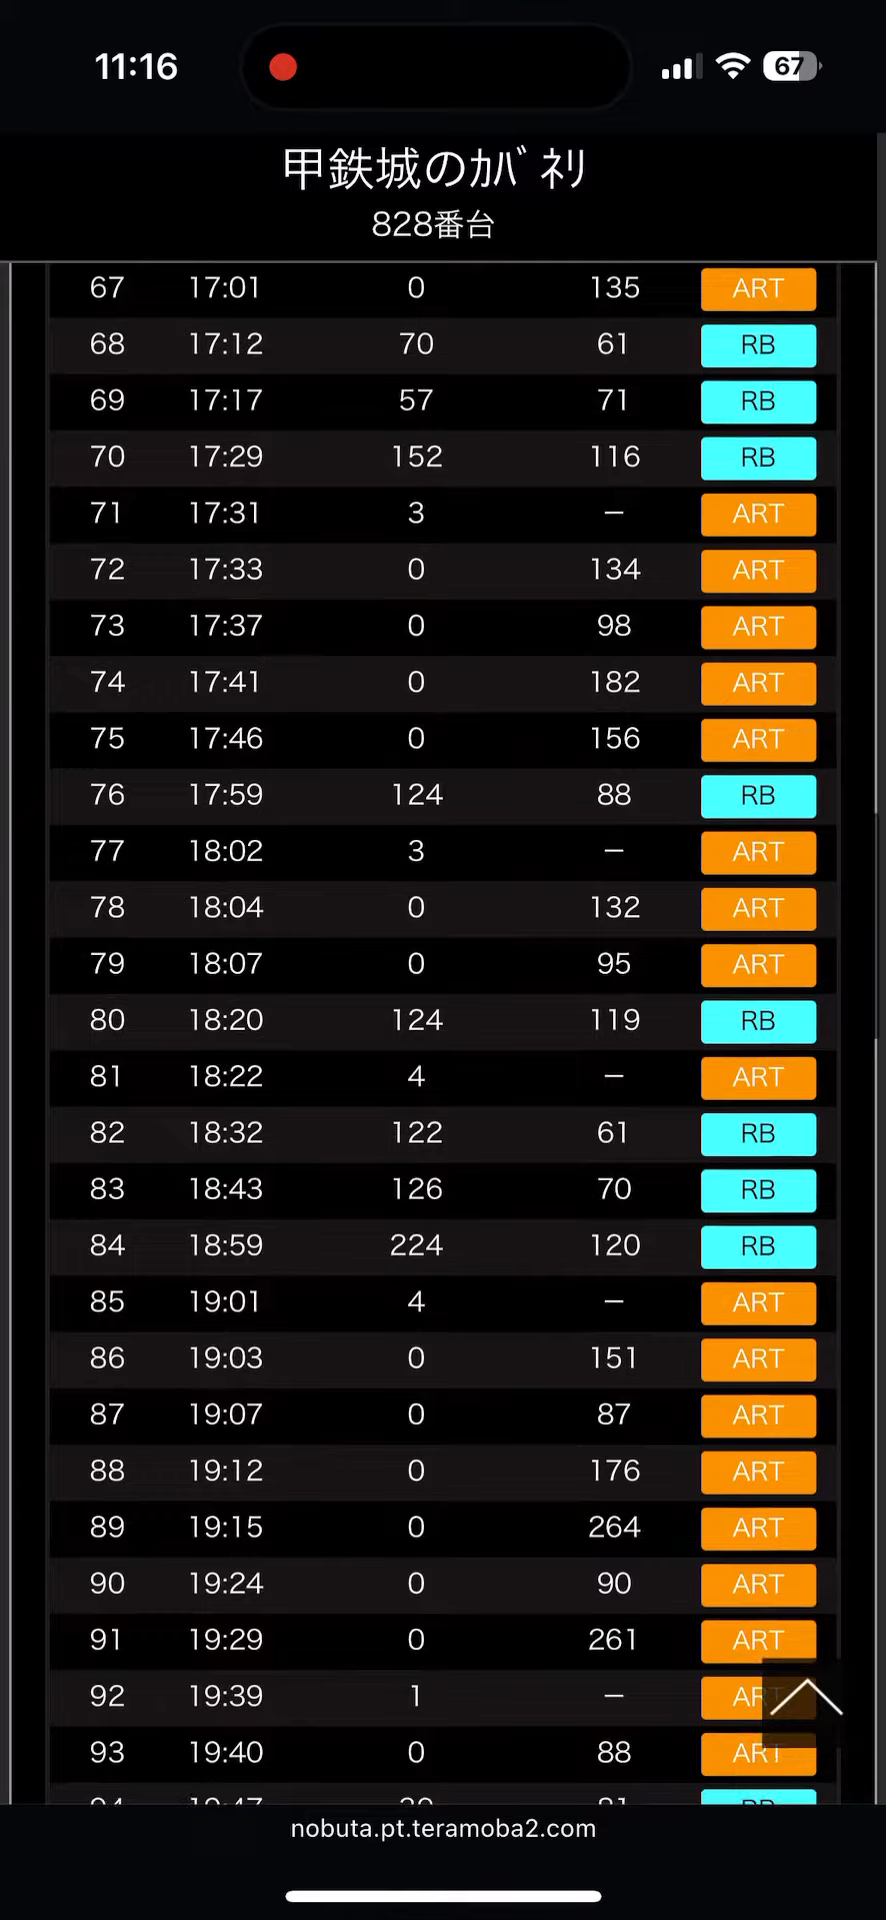 11:16
67
甲鉄城のｶﾊﾞﾈﾘ
828番台
67 17:01 0 135 ART
68 17:12 70 61 RB
69 17:17 57 71 RB
70 17:29 152 116 RB
71 17:31 3 — ART
72 17:33 0 134 ART
73 17:37 0 98 ART
74 17:41 0 182 ART
75 17:46 0 156 ART
76 17:59 124 88 RB
77 18:02 3 — ART
78 18:04 0 132 ART
79 18:07 0 95 ART
80 18:20 124 119 RB
81 18:22 4 — ART
82 18:32 122 61 RB
83 18:43 126 70 RB
84 18:59 224 120 RB
85 19:01 4 — ART
86 19:03 0 151 ART
87 19:07 0 87 ART
88 19:12 0 176 ART
89 19:15 0 264 ART
90 19:24 0 90 ART
91 19:29 0 261 ART
92 19:39 1 — ART
93 19:40 0 88 ART
nobuta.pt.teramoba2.com